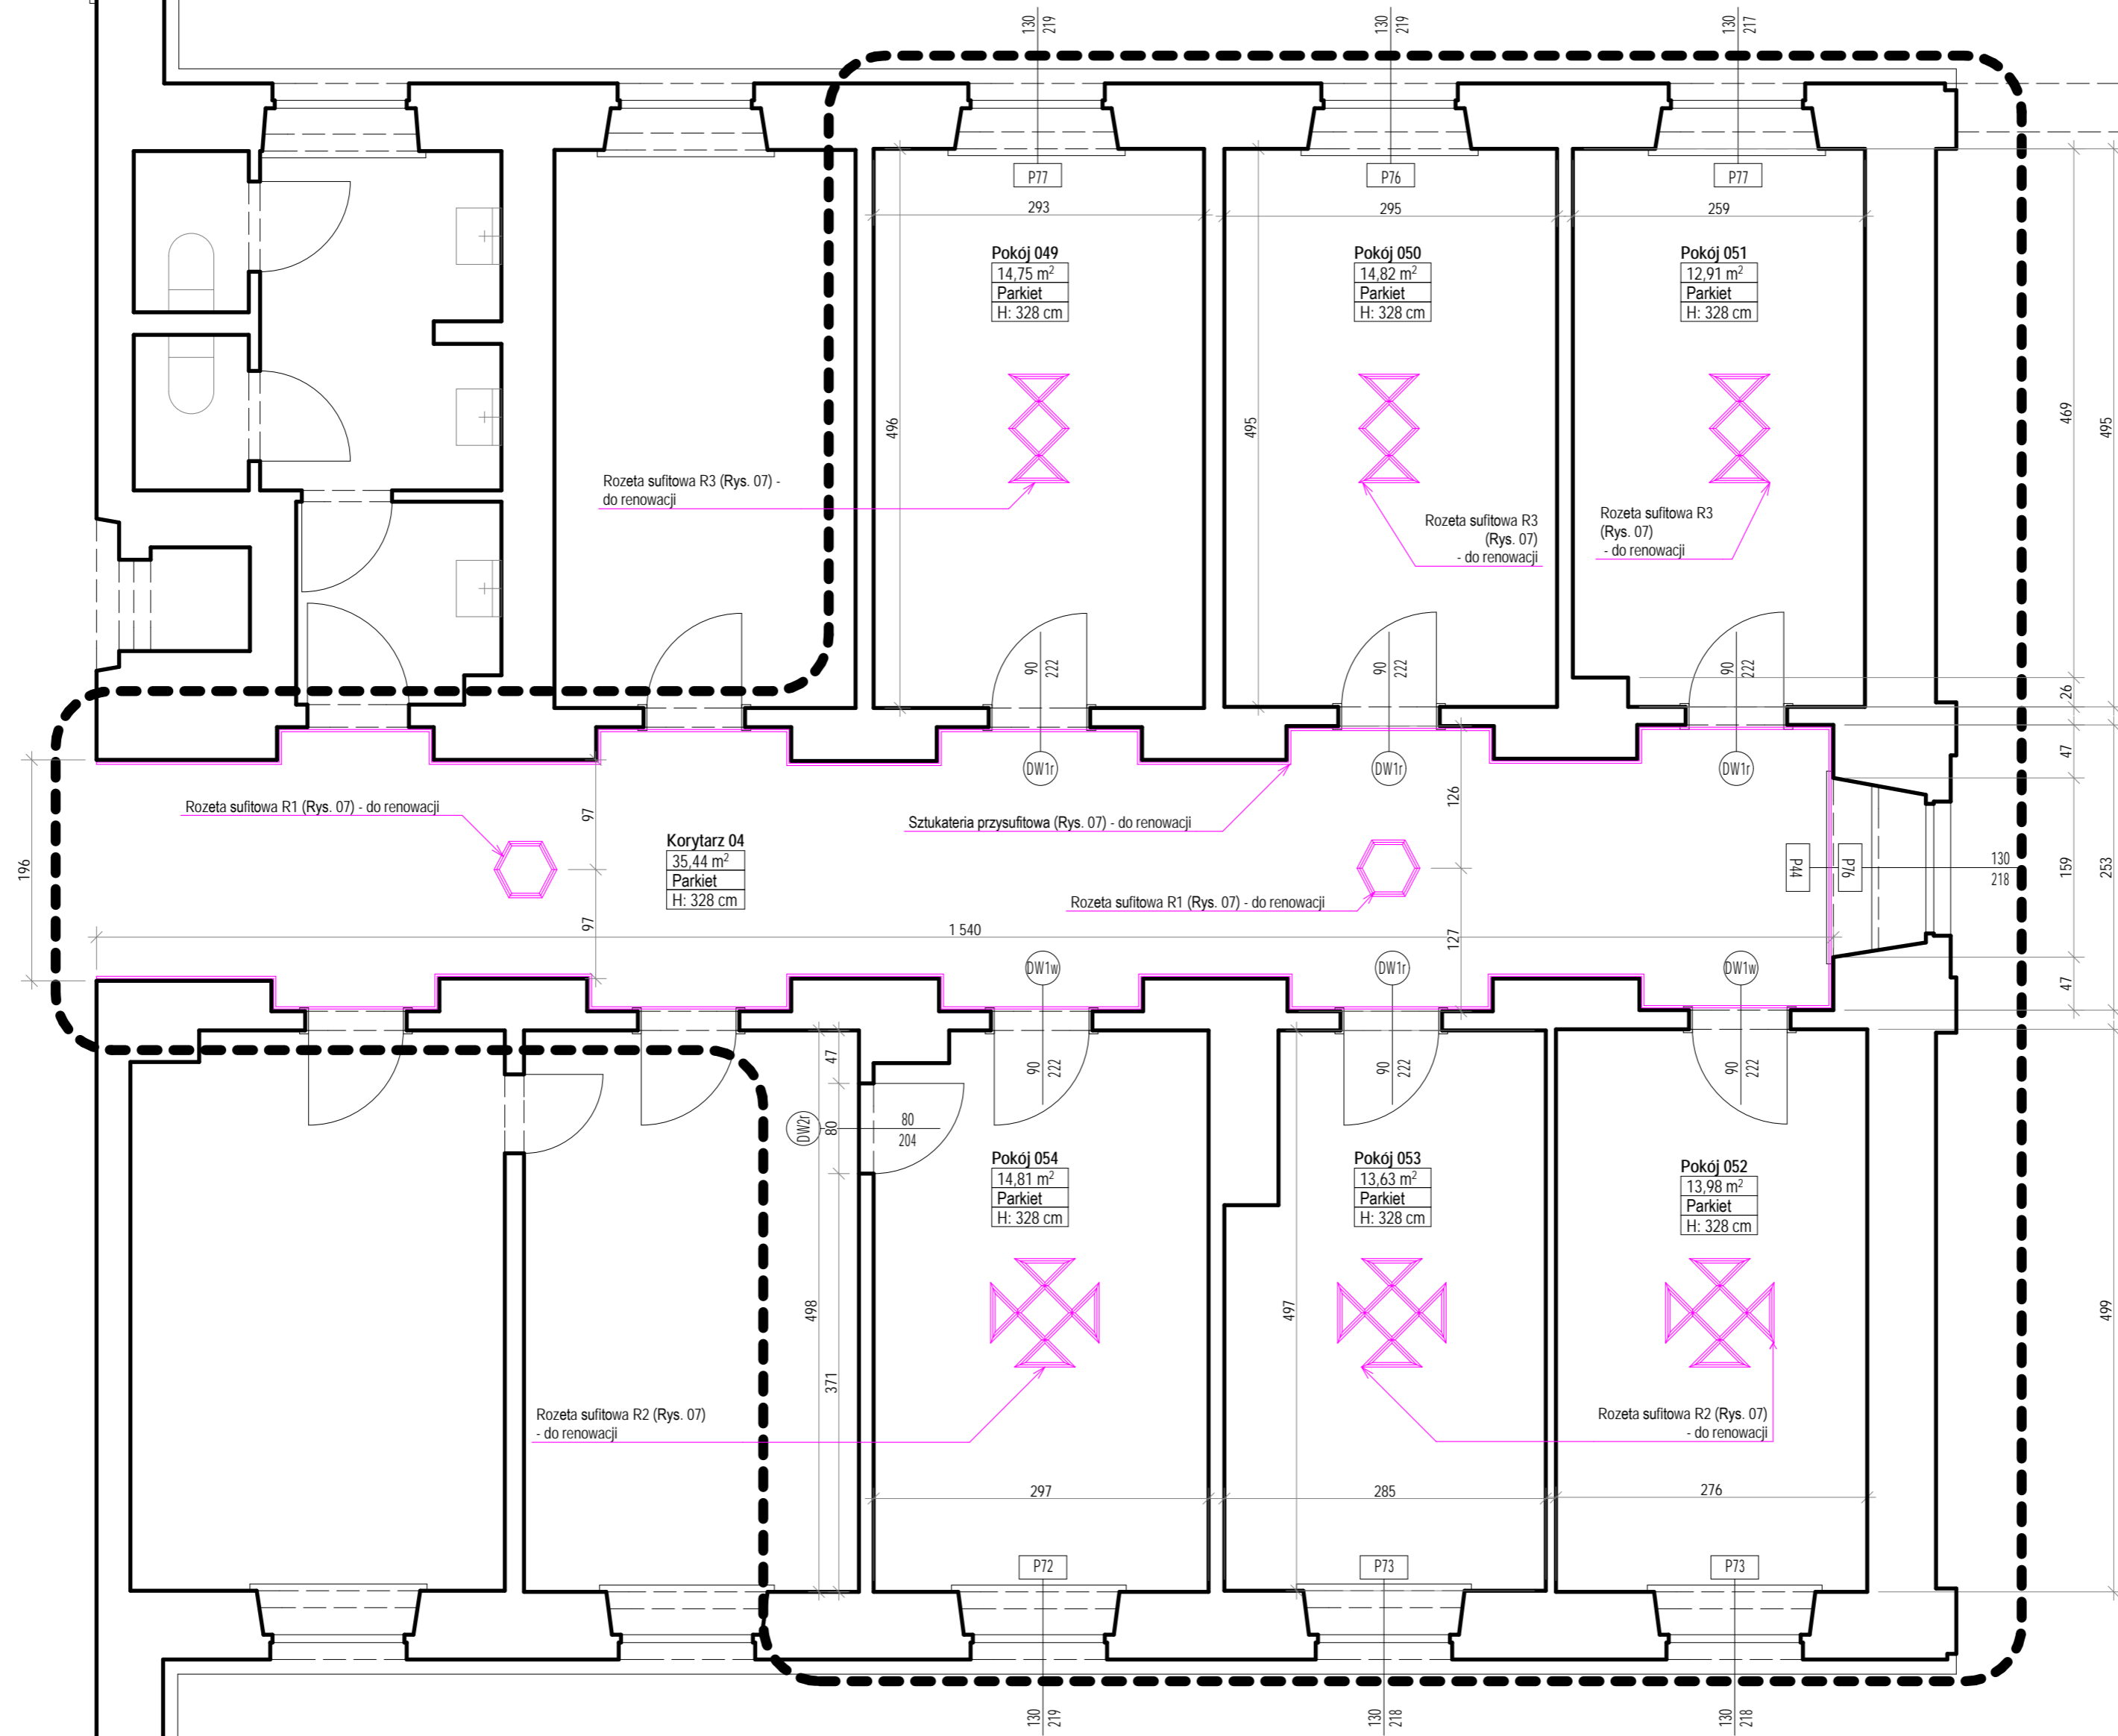 130
219
130
219
130
217
P77
P76
P77
293
295
259
Pokój 049
14,75 m²
Parkiet
H: 328 cm
Pokój 050
14,82 m²
Parkiet
H: 328 cm
Pokój 051
12,91 m²
Parkiet
H: 328 cm
496
495
469
495
Rozeta sufitowa R3 (Rys. 07) -
do renowacji
Rozeta sufitowa R3
(Rys. 07)
- do renowacji
Rozeta sufitowa R3
(Rys. 07)
- do renowacji
90
222
90
222
90
222
26
47
DW1r
DW1r
DW1r
Rozeta sufitowa R1 (Rys. 07) - do renowacji
97
Sztukateria przysufitowa (Rys. 07) - do renowacji
126
196
Korytarz 04
35,44 m²
Parkiet
H: 328 cm
P44
P76
130
218
159
253
Rozeta sufitowa R1 (Rys. 07) - do renowacji
97
1 540
127
DW1w
DW1r
DW1w
47
47
90
222
90
222
90
222
DW2r
80
80
204
Pokój 054
14,81 m²
Parkiet
H: 328 cm
Pokój 053
13,63 m²
Parkiet
H: 328 cm
Pokój 052
13,98 m²
Parkiet
H: 328 cm
498
371
497
499
Rozeta sufitowa R2 (Rys. 07)
- do renowacji
Rozeta sufitowa R2 (Rys. 07)
- do renowacji
297
285
276
P72
P73
P73
130
219
130
218
130
218